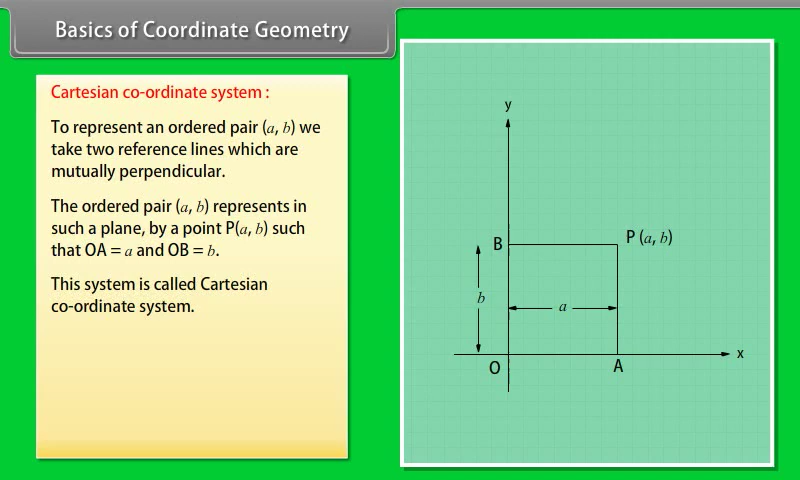 Basics of Coordinate Geometry
Cartesian co-ordinate system :
To represent an ordered pair (a, b) we
take two reference lines which are
mutually perpendicular.
The ordered pair (a, b) represents in
such a plane, by a point P(a, b) such
that OA = a and OB = b.
This system is called Cartesian
co-ordinate system.
y
B
P (a, b)
b
a
x
O
A